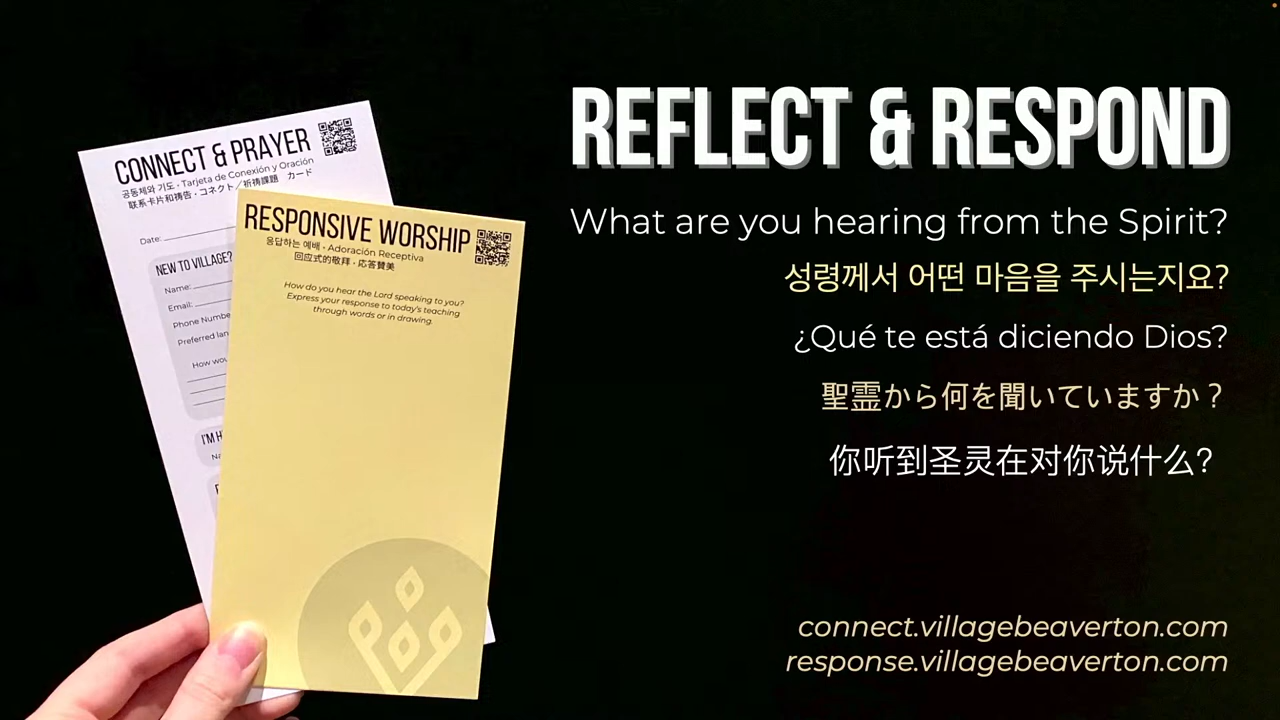 CONNECT & PRAYER
공동체와 기도 • Tarjeta de Conexión y Oración
联系卡片和祷告 • コネクト／祈祷課題 カード
Date:
NEW TO VILLAGE?
Name:
Email:
Phone
Preferred
How
I'M
RESPONSIVE WORSHIP
응답하는 예배 • Adoración Receptiva
回应式的敬拜 • 応答賛美
How do you hear the Lord speaking to you?
Express your response to today's teaching
through words or in drawing.
REFLECT & RESPOND
What are you hearing from the Spirit?
성령께서 어떤 마음을 주시는지요?
¿Qué te está diciendo Dios?
聖霊から何を聞いていますか？
你听到圣灵在对你说什么?
connect.villagebeaverton.com
response.villagebeaverton.com